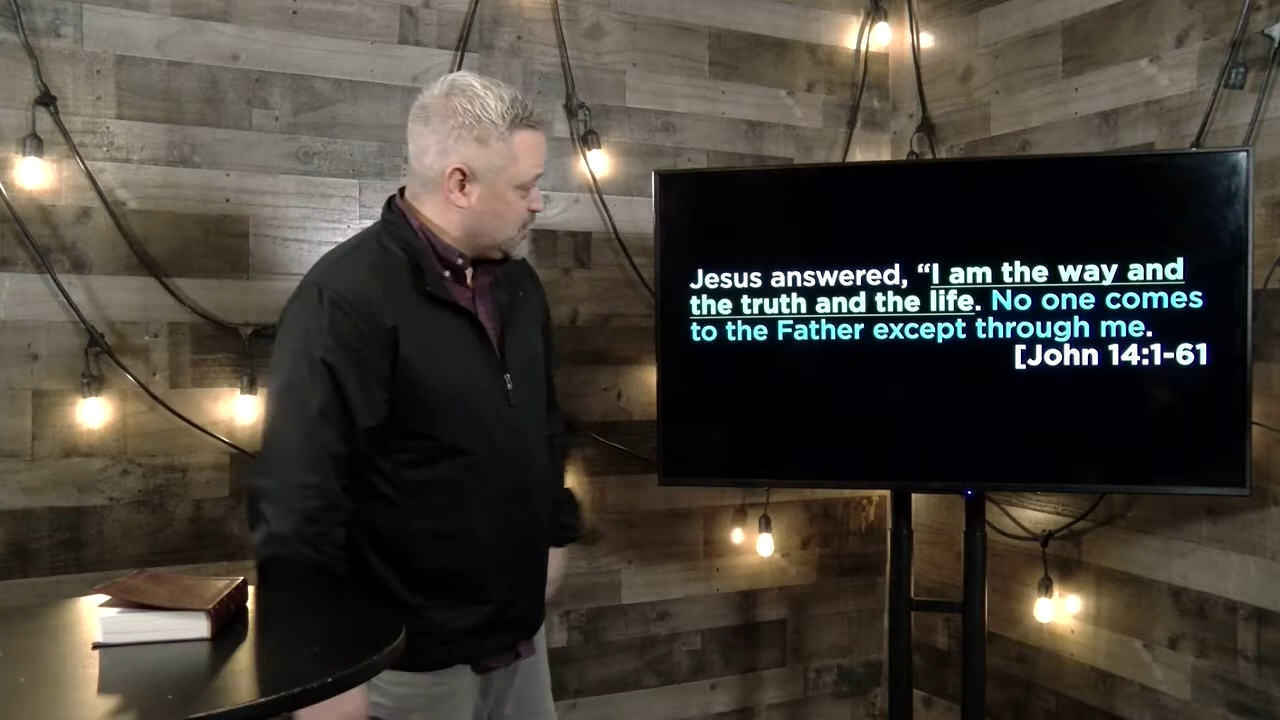 Jesus answered, “I am the way and
the truth and the life. No one comes
to the Father except through me.
[John 14:1-61